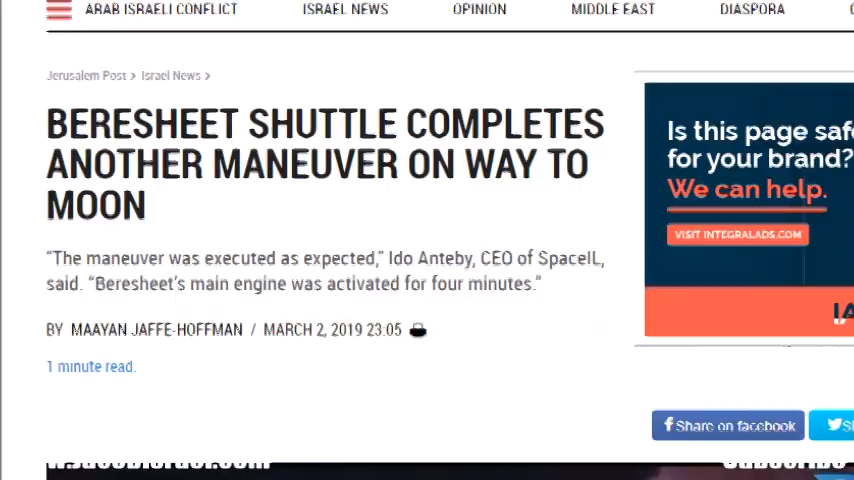 ARAB ISRAELI CONFLICT ISRAEL NEWS OPINION MIDDLE EAST DIASPORA
Jerusalem Post > Israel News >
BERESHEET SHUTTLE COMPLETES
ANOTHER MANEUVER ON WAY TO
MOON
“The maneuver was executed as expected,” Ido Anteby, CEO of SpaceIL,
said. “Beresheet’s main engine was activated for four minutes.”
BY MAAYAN JAFFE-HOFFMAN / MARCH 2, 2019 23:05
1 minute read.
Is this page safe
for your brand?
We can help.
VISIT INTEGRALADS.COM
IA
Share on facebook